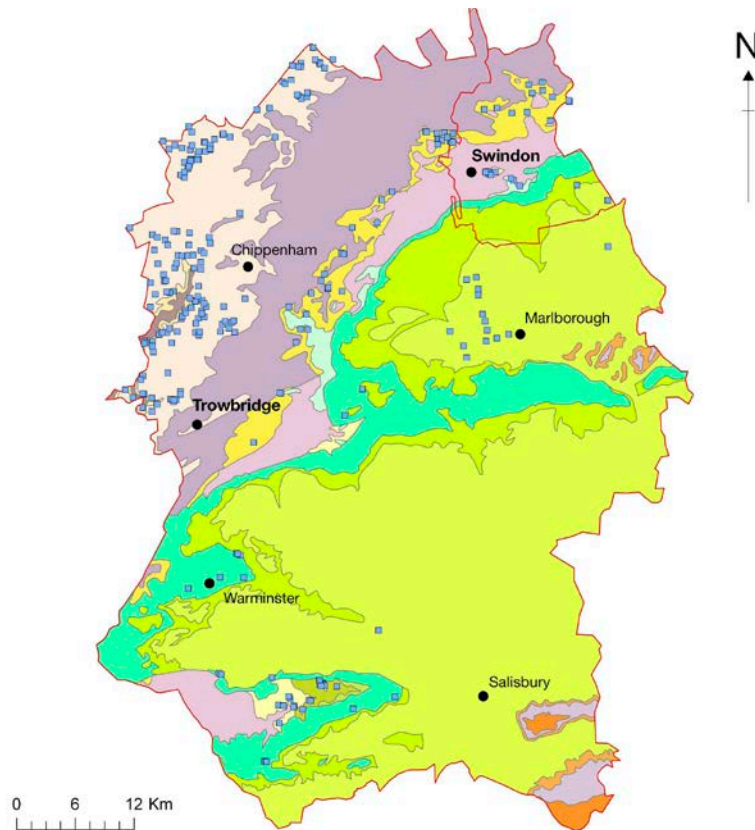 N
Swindon
Chippenham
Marlborough
Trowbridge
Warminster
Salisbury
0 6 12 Km